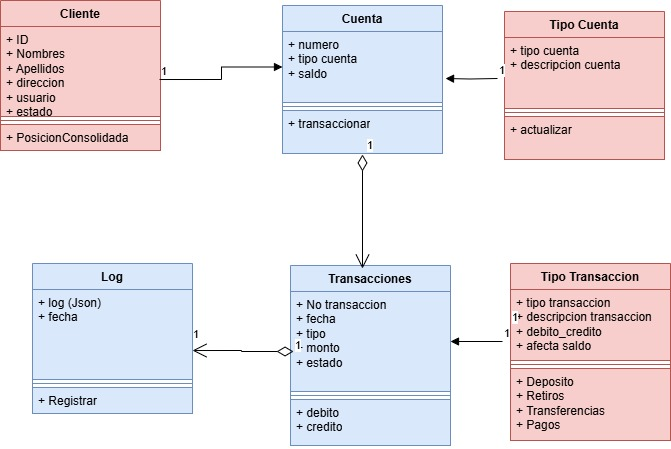 Cliente
+ ID
+ Nombres
+ Apellidos
+ direccion
+ usuario
+ estado
+ PosicionConsolidada
1
Cuenta
+ numero
+ tipo cuenta
+ saldo
+ transaccionar
1
Tipo Cuenta
+ tipo cuenta
+ descripcion cuenta
+ actualizar
1
Log
+ log (Json)
+ fecha
+ Registrar
1
Transacciones
+ No transaccion
+ fecha
+ tipo
1
+ monto
+ estado
+ debito
+ credito
Tipo Transaccion
+ tipo transaccion
1
+ descripcion transaccion
+ debito_credito
+ afecta saldo
1
+ Deposito
+ Retiros
+ Transferencias
+ Pagos